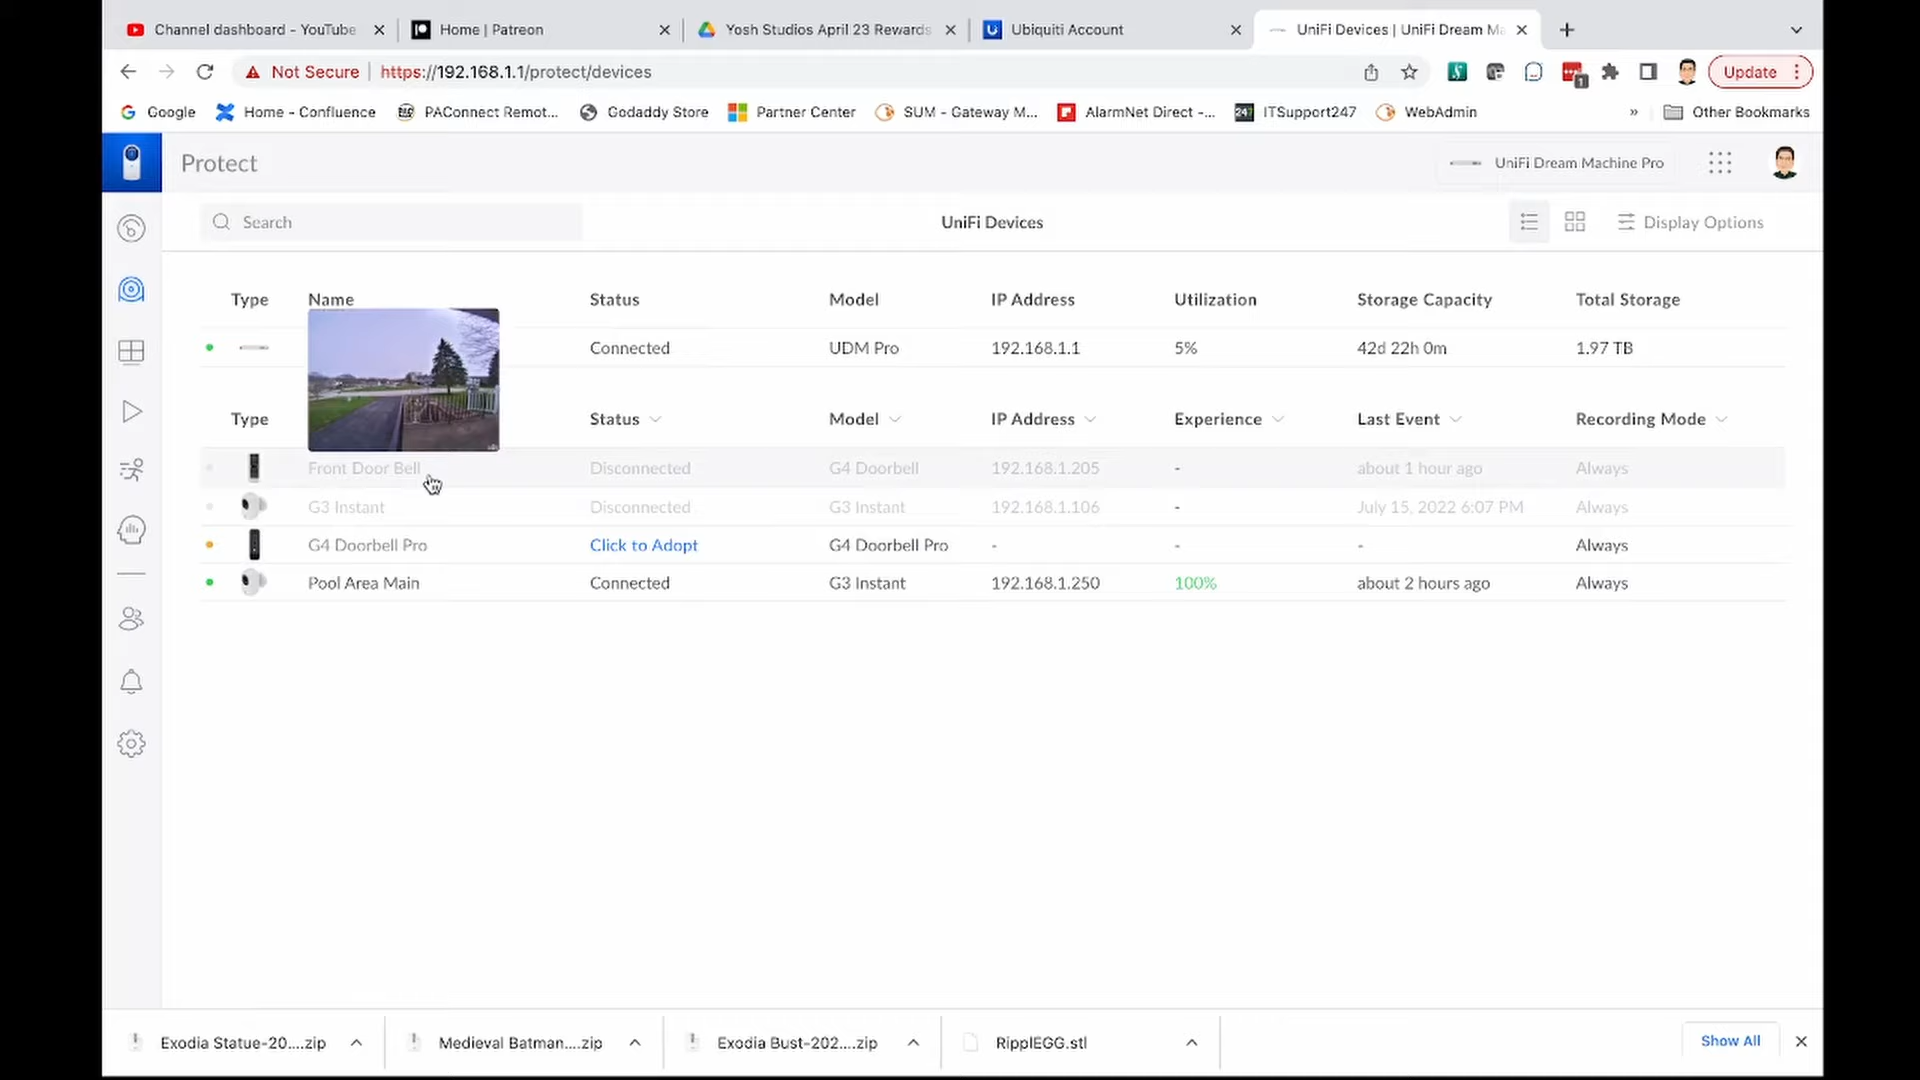 Channel dashboard - YouTube
Home | Patreon
Yosh Studios April 23 Rewards
Ubiquiti Account
UniFi Devices | UniFi Dream Ma
Not Secure | https://192.168.1.1/protect/devices
Update
Google Home - Confluence PAConnect Remot... Godaddy Store Partner Center SUM - Gateway M... AlarmNet Direct -... ITSupport247 WebAdmin » Other Bookmarks
Protect
UniFi Dream Machine Pro
Search
UniFi Devices
Display Options
Type Name Status Model IP Address Utilization Storage Capacity Total Storage
Connected UDM Pro 192.168.1.1 5% 42d 22h 0m 1.97 TB
Type Status Model IP Address Experience Last Event Recording Mode
Front Door Bell Disconnected G4 Doorbell 192.168.1.205 - about 1 hour ago Always
G3 Instant Disconnected G3 Instant 192.168.1.106 - July 15, 2022 6:07 PM Always
G4 Doorbell Pro Click to Adopt G4 Doorbell Pro - - - Always
Pool Area Main Connected G3 Instant 192.168.1.250 100% about 2 hours ago Always
Exodia Statue-20....zip
Medieval Batman....zip
Exodia Bust-202....zip
RipplEGG.stl
Show All